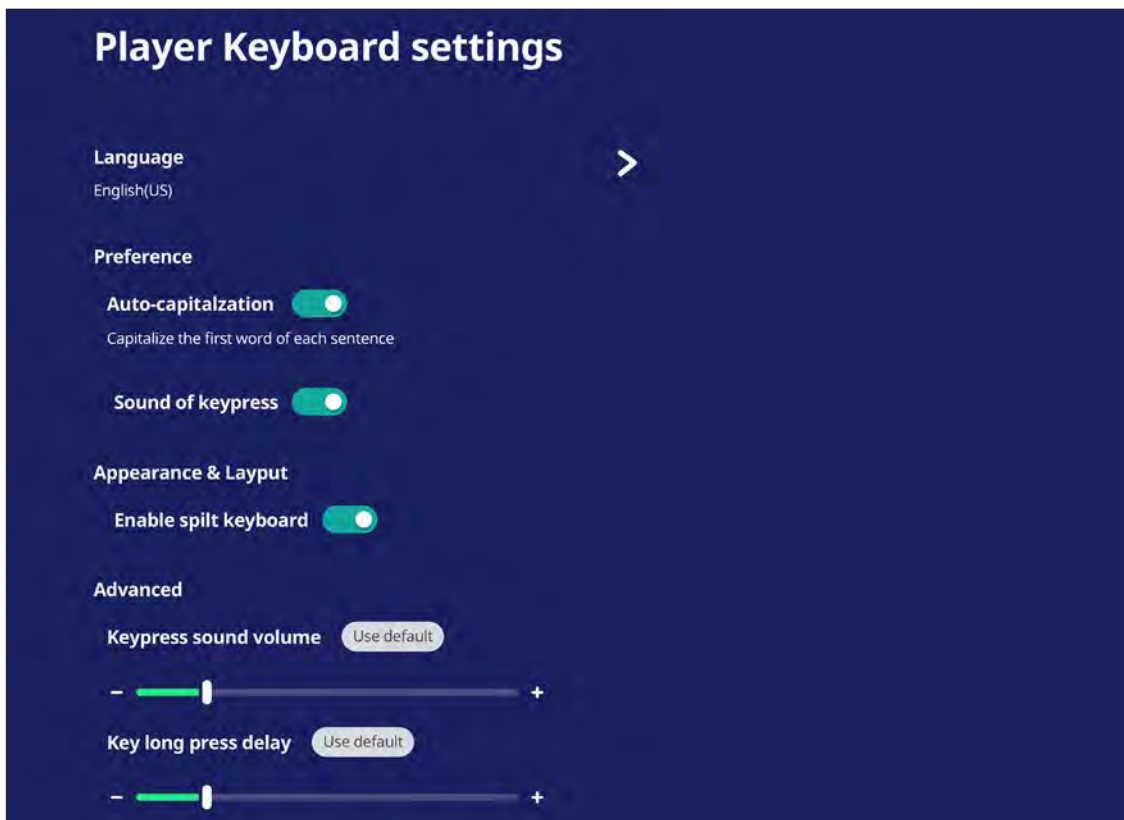 Player Keyboard settings
Language
English(US)
Preference
Auto-capitalzation
Capitalize the first word of each sentence
Sound of keypress
Appearance & Layput
Enable spilt keyboard
Advanced
Keypress sound volume Use default
- +
Key long press delay Use default
- +